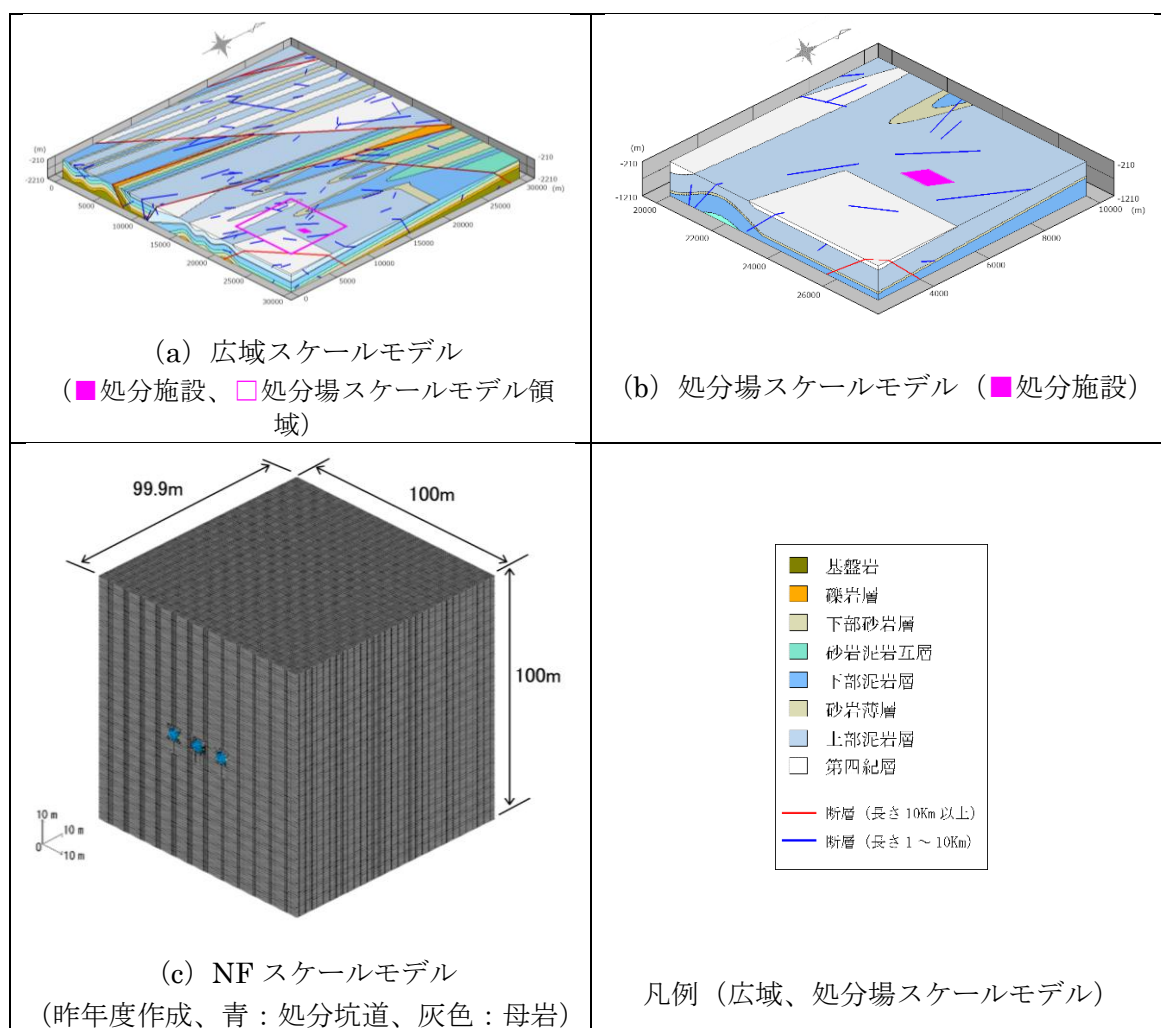 (m)
-210
-2210
0
5000
10000
15000
20000
25000
30000
0
5000
10000
15000
20000
25000
30000
(m)
-210
-2210
(a) 広域スケールモデル
(■処分施設、□処分場スケールモデル領
域)
(m)
-210
-1210
20000
22000
24000
26000
4000
6000
8000
10000
(m)
-210
-1210
(b) 処分場スケールモデル(■処分施設)
99.9m
100m
100m
10 m
10 m
0
10 m
(c) NF スケールモデル
(昨年度作成、青:処分坑道、灰色:母岩)
基盤岩
礫岩層
下部砂岩層
砂岩泥岩互層
下部泥岩層
砂岩薄層
上部泥岩層
第四紀層
断層(長さ 10Km 以上)
断層(長さ 1 ~ 10Km)
凡例(広域、処分場スケールモデル)